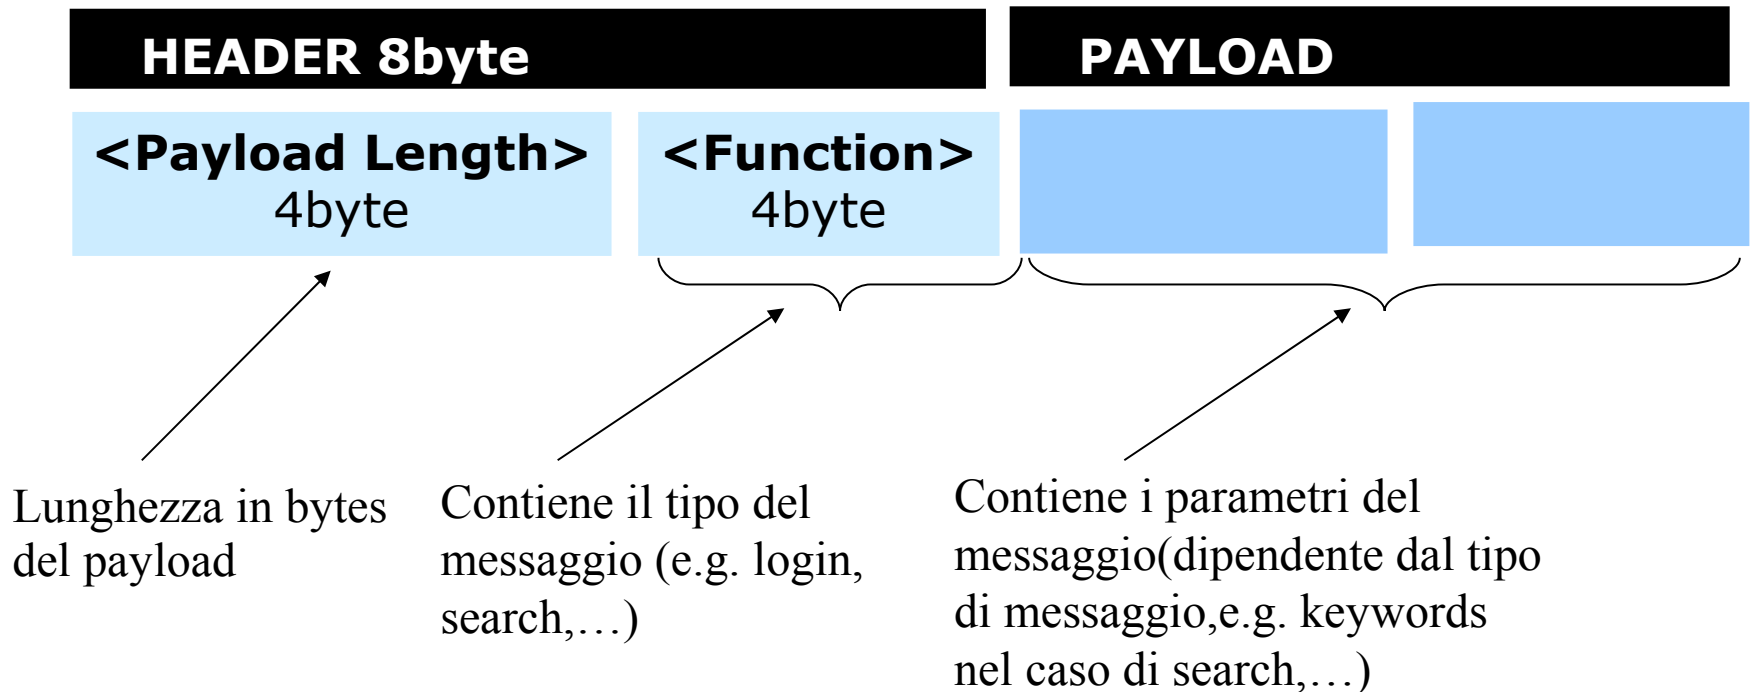 HEADER 8byte
PAYLOAD
<Payload Length>
4byte
<Function>
4byte
Lunghezza in bytes
del payload
Contiene il tipo del
messaggio (e.g. login,
search,…)
Contiene i parametri del
messaggio(dipendente dal tipo
di messaggio,e.g. keywords
nel caso di search,…)